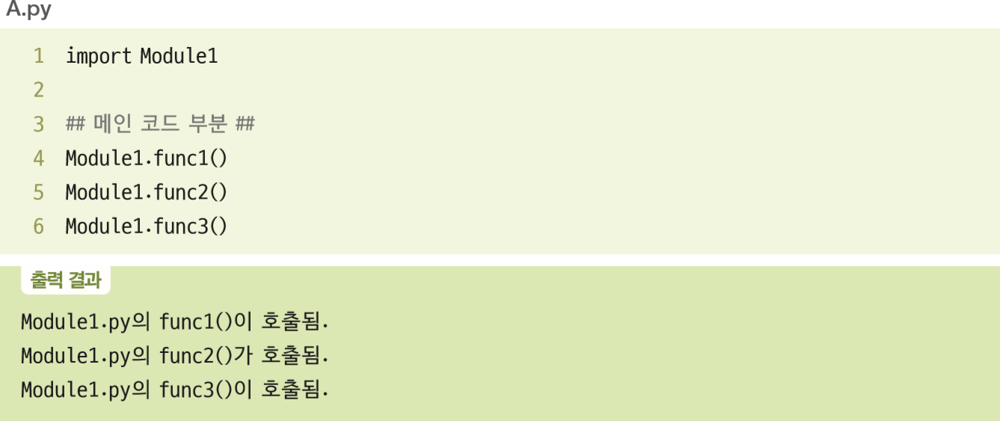 A.py
1 import Module1
2
3 ## 메인 코드 부분 ##
4 Module1.func1()
5 Module1.func2()
6 Module1.func3()
출력 결과
Module1.py의 func1()이 호출됨.
Module1.py의 func2()가 호출됨.
Module1.py의 func3()이 호출됨.